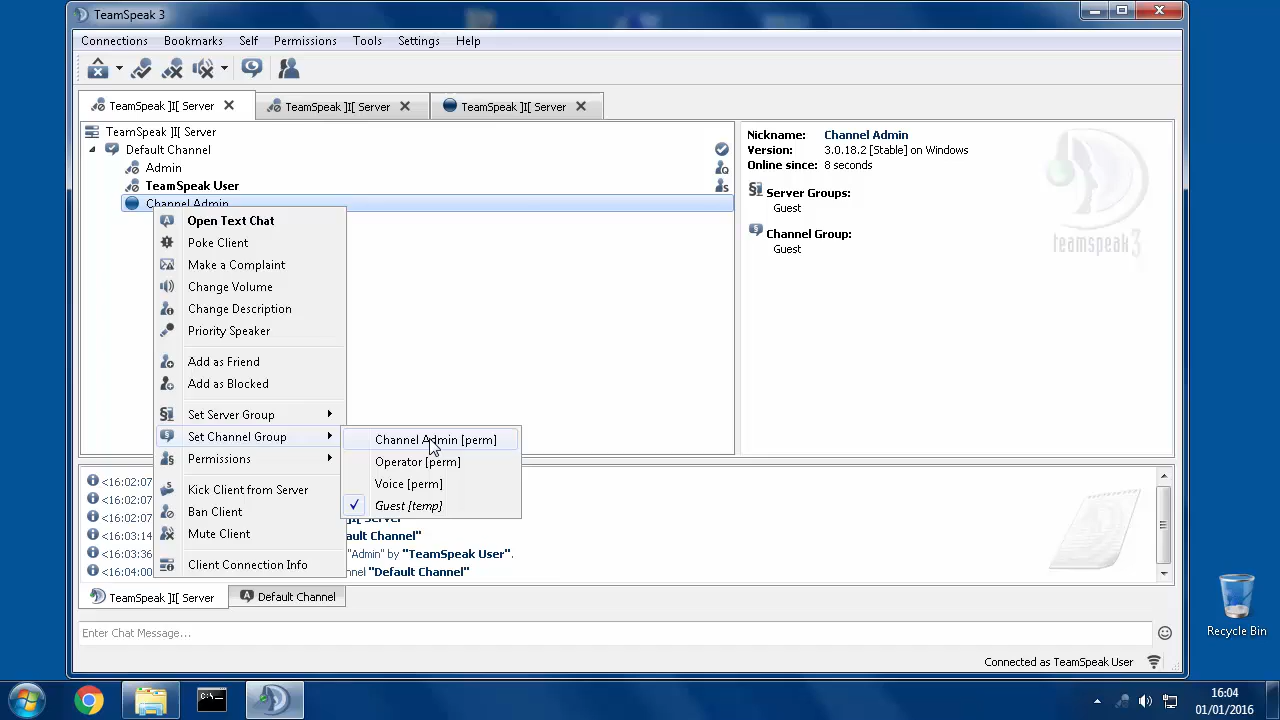 TeamSpeak 3
Connections Bookmarks Self Permissions Tools Settings Help
TeamSpeak ]I[ Server
TeamSpeak ]I[ Server
TeamSpeak ]I[ Server
TeamSpeak ]I[ Server
Default Channel
Admin
TeamSpeak User
Channel Admin
Open Text Chat
Poke Client
Make a Complaint
Change Volume
Change Description
Priority Speaker
Add as Friend
Add as Blocked
Set Server Group
Set Channel Group
Permissions
Kick Client from Server
Ban Client
Mute Client
Client Connection Info
Channel Admin [perm]
Operator [perm]
Voice [perm]
Guest [temp]
Nickname: Channel Admin
Version: 3.0.18.2 [Stable] on Windows
Online since: 8 seconds
Server Groups:
Guest
Channel Group:
Guest
teamspeak 3
<16:02:07
<16:02:07
<16:02:07 Server
<16:03:14 ault Channel"
<16:03:36 "Admin" by "TeamSpeak User".
<16:04:00 nnel "Default Channel"
TeamSpeak ]I[ Server
Default Channel
Enter Chat Message...
Connected as TeamSpeak User
Recycle Bin
16:04
01/01/2016